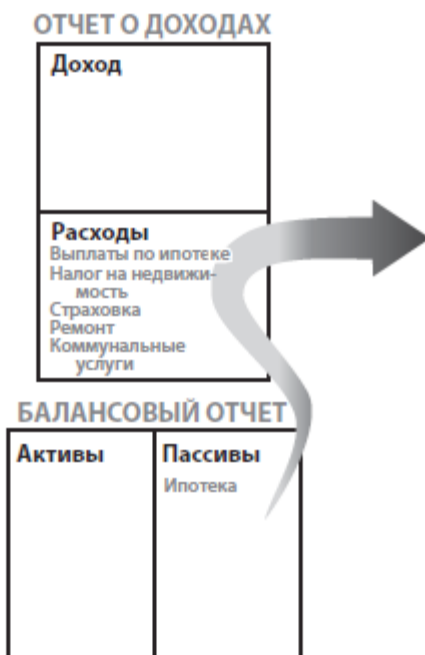 ОТЧЕТ О ДОХОДАХ
Доход
Расходы
Выплаты по ипотеке
Налог на недвижи-
мость
Страховка
Ремонт
Коммунальные
услуги
БАЛАНСОВЫЙ ОТЧЕТ
Активы
Пассивы
Ипотека